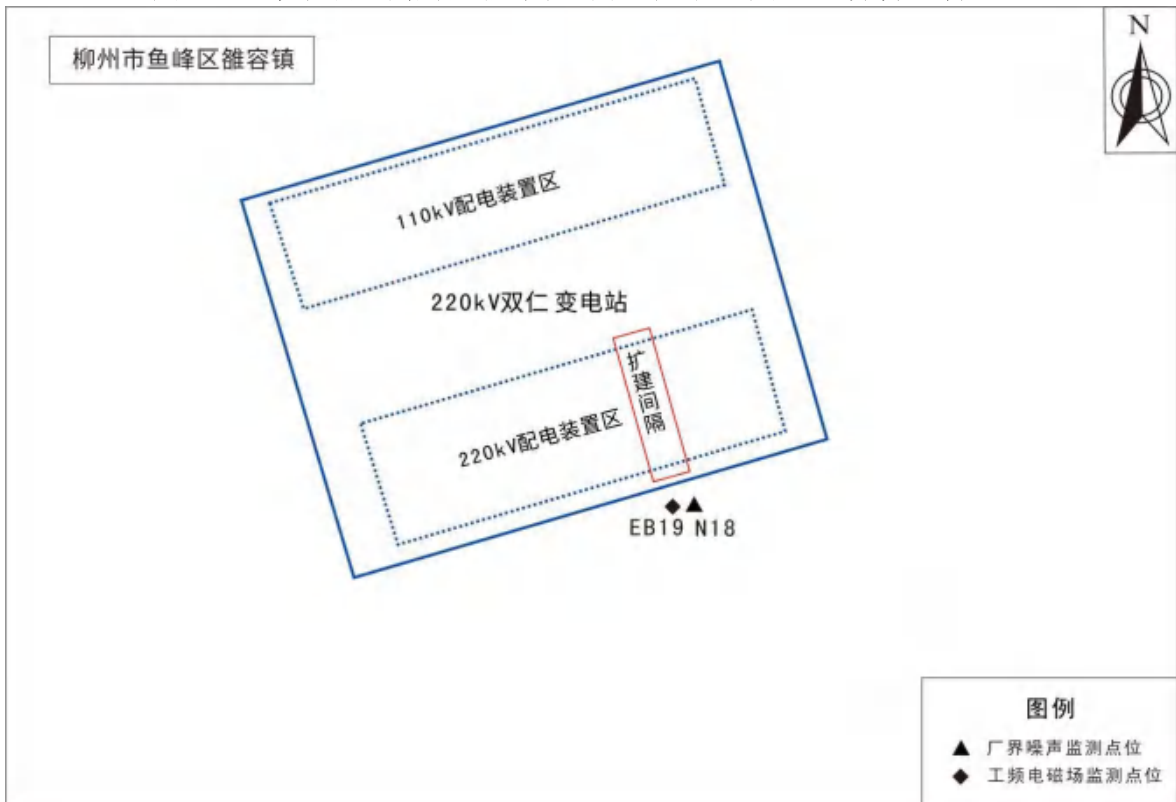 柳州市鱼峰区雒容镇
N
110kV配电装置区
220kV双仁 变电站
扩建间隔
220kV配电装置区
EB19 N18
图例
厂界噪声监测点位
工频电磁场监测点位